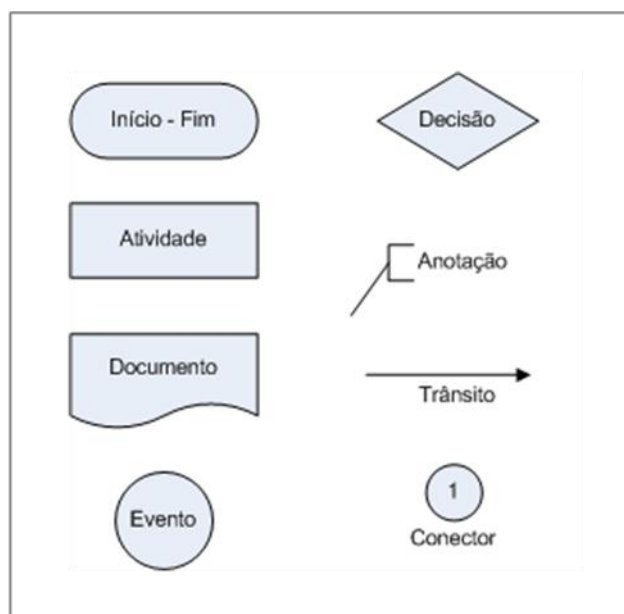 Início - Fim
Decisão
Atividade
Anotação
Documento
Trânsito
Evento
1
Conector